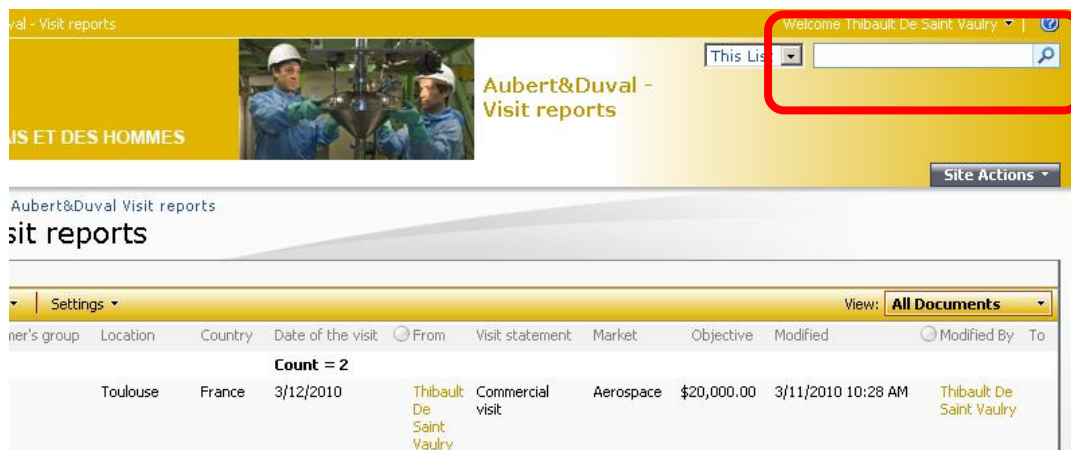 val - Visit reports Welcome Thibault De Saint Vaulry
This List
Aubert&Duval -
Visit reports
AIS ET DES HOMMES
Site Actions
Aubert&Duval Visit reports
sit reports
Settings View: All Documents
mer's group Location Country Date of the visit From Visit statement Market Objective Modified Modified By To
Count = 2
Toulouse France 3/12/2010 Thibault Commercial Aerospace $20,000.00 3/11/2010 10:28 AM Thibault De
De visit Saint Vaulry
Saint
Vaulry